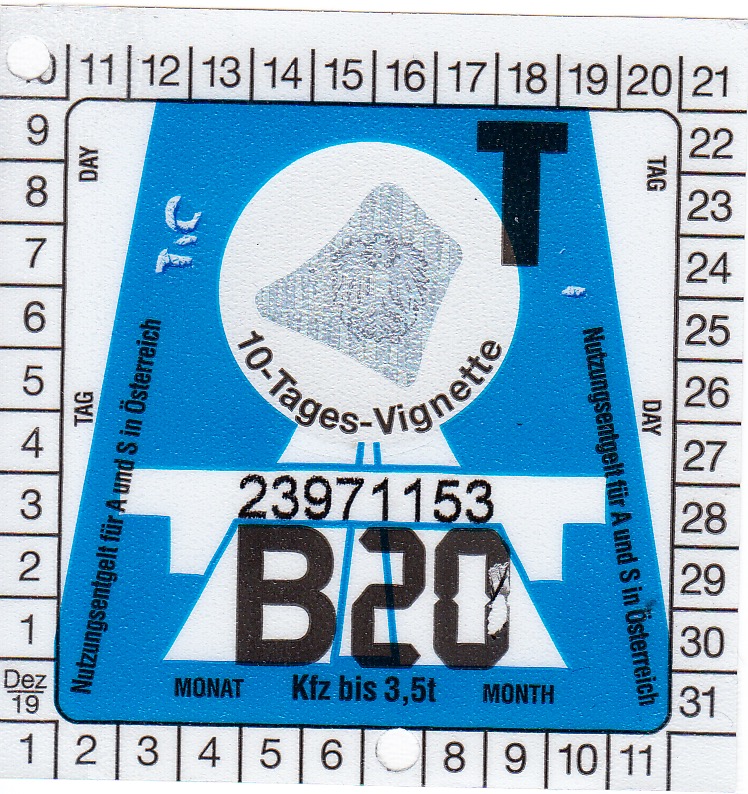 10 11 12 13 14 15 16 17 18 19 20 21
9 22
8 23
7 24
6 25
5 26
4 27
3 28
2 29
1 30
Dez
19
31
1 2 3 4 5 6 8 9 10 11
DAY
TAG
T
TAG
DAY
10-Tages-Vignette
Nutzungsentgelt für A und S in Österreich
Nutzungsentgelt für A und S in Österreich
23971153
B20
MONAT Kfz bis 3,5t MONTH